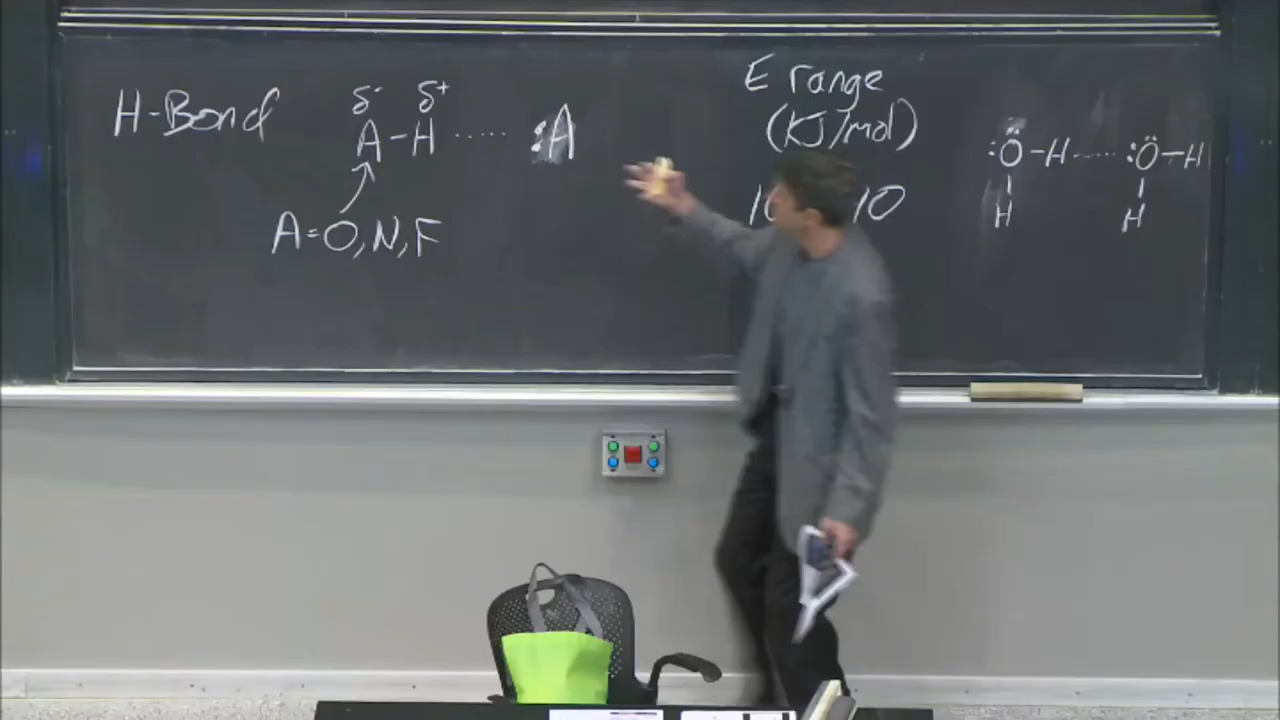 H-Bond
δ⁻ δ⁺
A-H ..... :A
A=O,N,F
E range
(KJ/mol)
10
:Ö-H ..... :Ö-H
H H